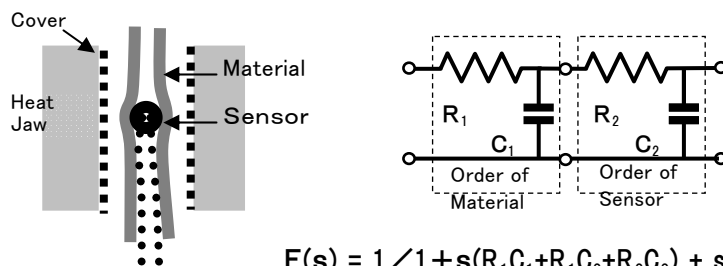 Cover
Material
Sensor
Heat
Jaw
R1
C1
Order of
Material
R2
C2
Order of
Sensor